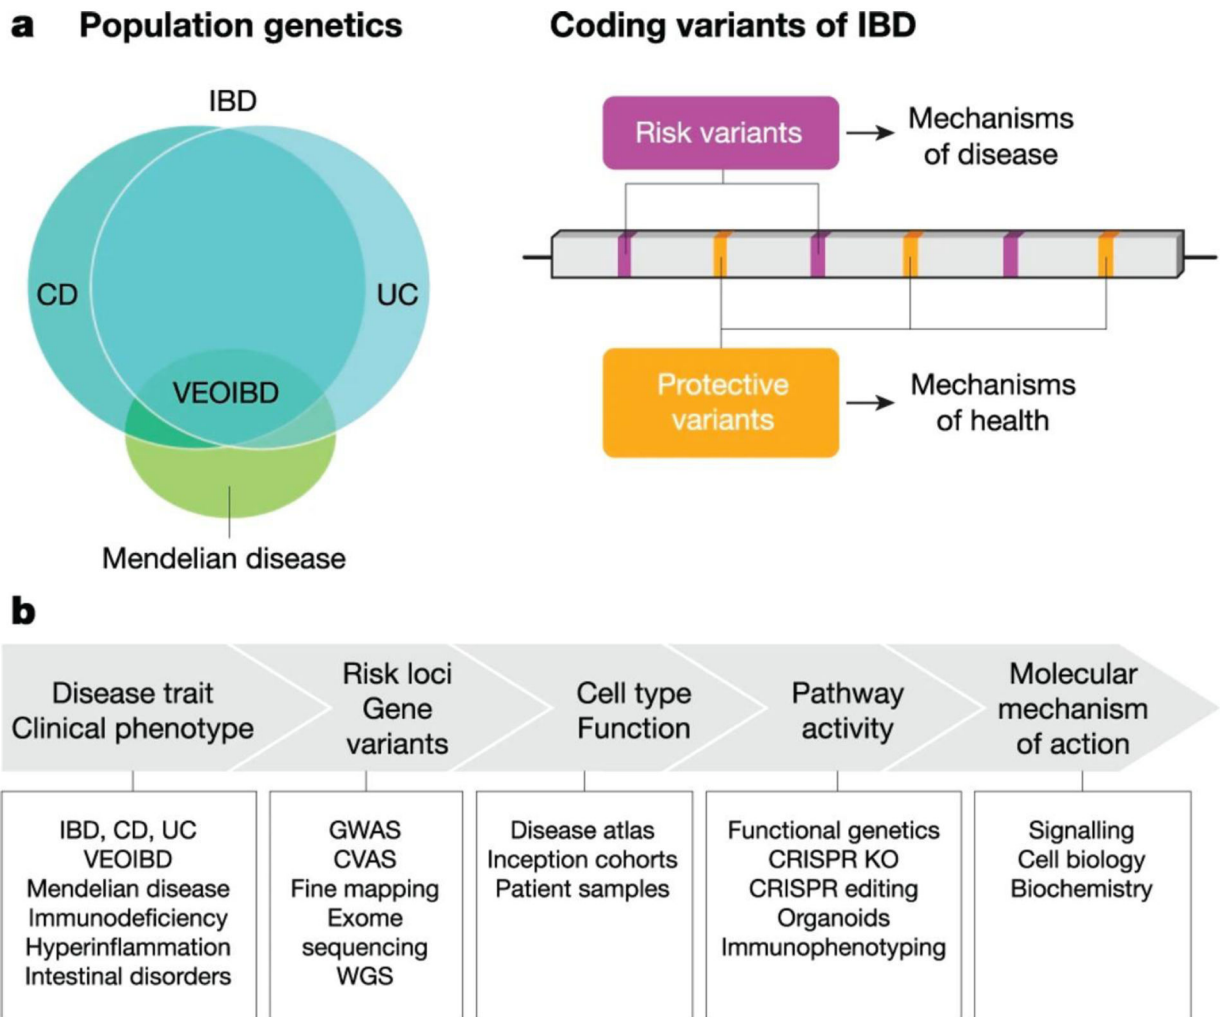 a Population genetics
Coding variants of IBD
IBD
CD
UC
VEOIBD
Mendelian disease
Risk variants
Mechanisms
of disease
Protective
variants
Mechanisms
of health
b
Disease trait
Clinical phenotype
Risk loci
Gene
variants
Cell type
Function
Pathway
activity
Molecular
mechanism
of action
IBD, CD, UC
VEOIBD
Mendelian disease
Immunodeficiency
Hyperinflammation
Intestinal disorders
GWAS
CVAS
Fine mapping
Exome
sequencing
WGS
Disease atlas
Inception cohorts
Patient samples
Functional genetics
CRISPR KO
CRISPR editing
Organoids
Immunophenotyping
Signalling
Cell biology
Biochemistry